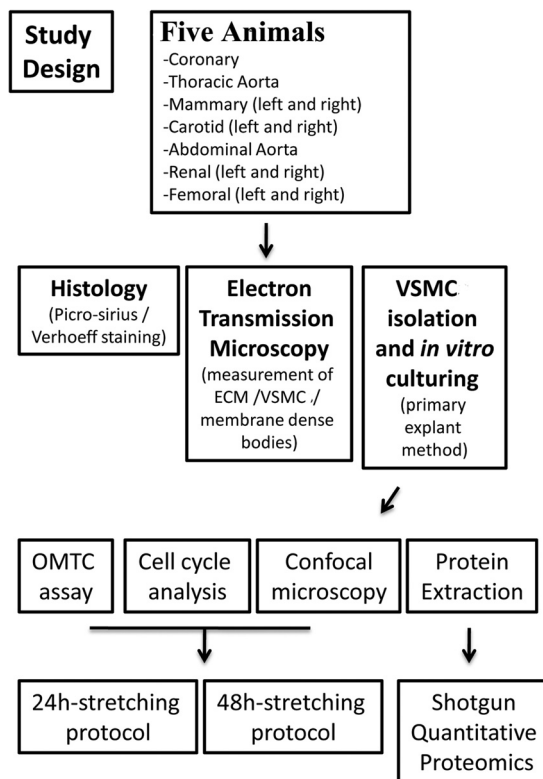 Study
Design
Five Animals
-Coronary
-Thoracic Aorta
-Mammary (left and right)
-Carotid (left and right)
-Abdominal Aorta
-Renal (left and right)
-Femoral (left and right)
Histology
(Picro-sirius /
Verhoeff staining)
Electron
Transmission
Microscopy
(measurement of
ECM /VSMC /
membrane dense
bodies)
VSMC
isolation
and in vitro
culturing
(primary
explant
method)
OMTC
assay
Cell cycle
analysis
Confocal
microscopy
Protein
Extraction
24h-stretching
protocol
48h-stretching
protocol
Shotgun
Quantitative
Proteomics